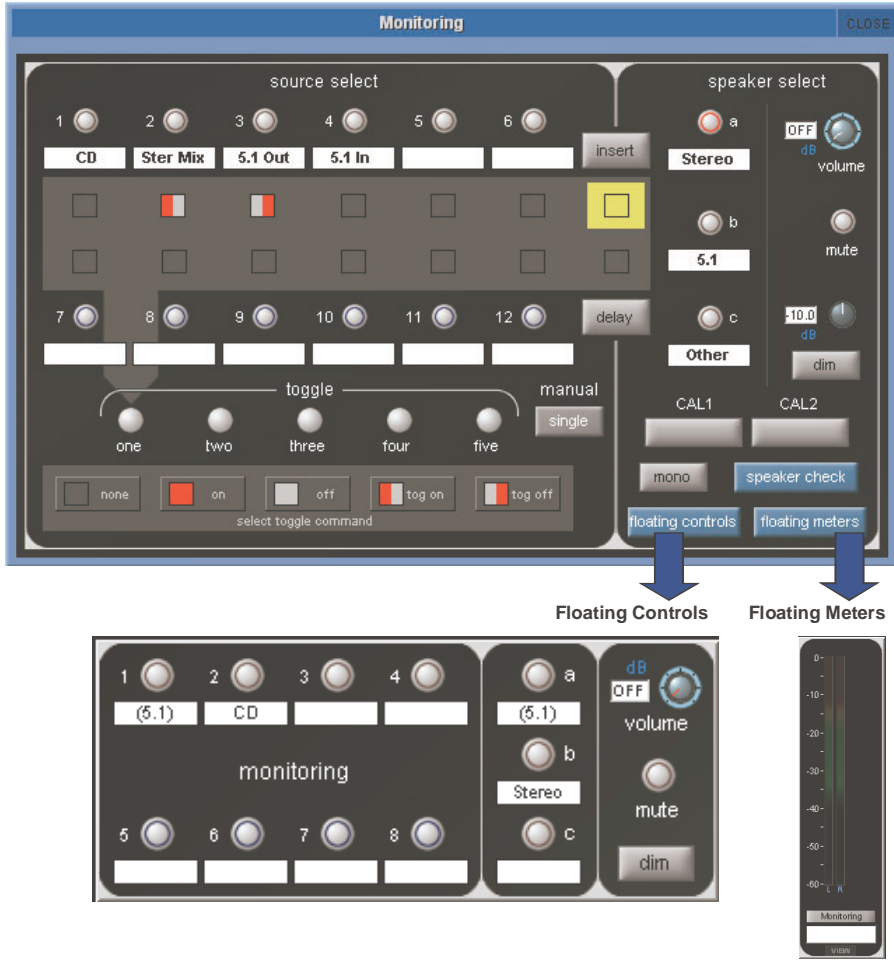 Monitoring
CLOSE
source select
speaker select
1
2
3
4
5
6
insert
CD
Ster Mix
5.1 Out
5.1 In
a
Stereo
OFF
dB
volume
b
5.1
mute
7
8
9
10
11
12
delay
c
Other
-10.0
dB
dim
toggle
manual
one
two
three
four
five
single
CAL1
CAL2
none
on
off
tog on
tog off
select toggle command
mono
speaker check
floating controls
floating meters
Floating Controls
Floating Meters
1
2
3
4
(5.1)
CD
monitoring
5
6
7
8
a
(5.1)
b
Stereo
c
dB
OFF
volume
mute
dim
0-
-10-
-20-
-30-
-40-
-50-
-60-
L R
Monitoring
VIEW